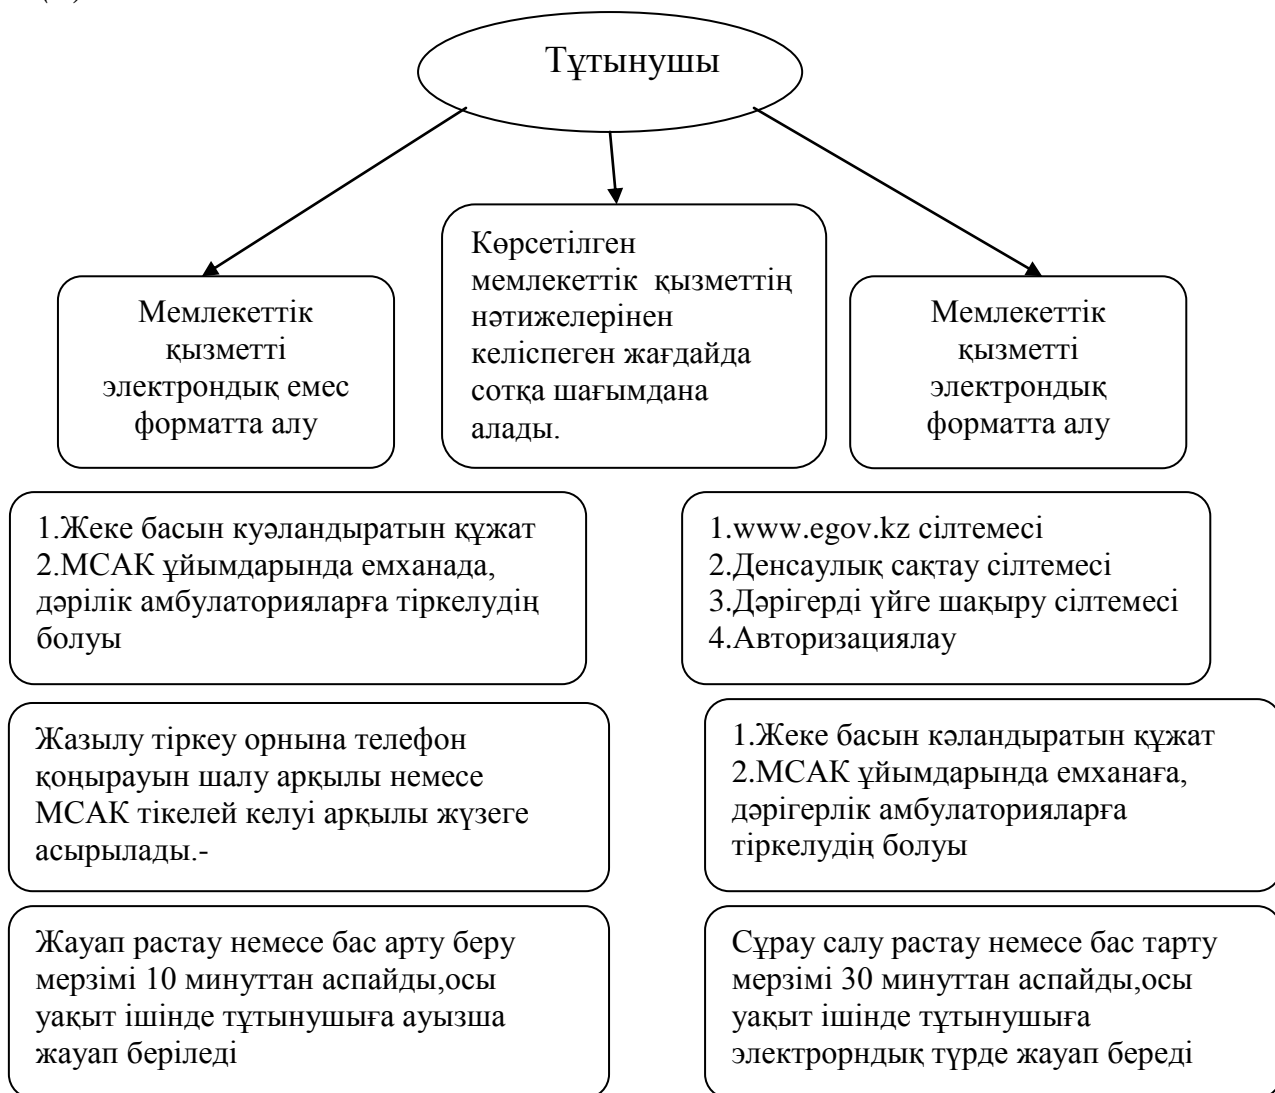 Тұтынушы
Көрсетілген
мемлекеттік қызметтің
нәтижелерінен
келіспеген жағдайда
сотқа шағымдана
алады.
Мемлекеттік
қызметті
электрондық емес
форматта алу
Мемлекеттік
қызметті
электрондық
форматта алу
1.Жеке басын куәландыратын құжат
2.МСАК ұйымдарында емханада,
дәрілік амбулаторияларға тіркелудің
болуы
1.www.egov.kz сілтемесі
2.Денсаулық сақтау сілтемесі
3.Дәрігерді үйге шақыру сілтемесі
4.Авторизациялау
Жазылу тіркеу орнына телефон
қоңырауын шалу арқылы немесе
МСАК тікелей келуі арқылы жүзеге
асырылады.-
1.Жеке басын кәландыратын құжат
2.МСАК ұйымдарында емханаға,
дәрігерлік амбулаторияларға
тіркелудің болуы
Жауап растау немесе бас арту беру
мерзімі 10 минуттан аспайды,осы
уақыт ішінде тұтынушыға ауызша
жауап беріледі
Сұрау салу растау немесе бас тарту
мерзімі 30 минуттан аспайды,осы
уақыт ішінде тұтынушыға
электрорндық түрде жауап береді